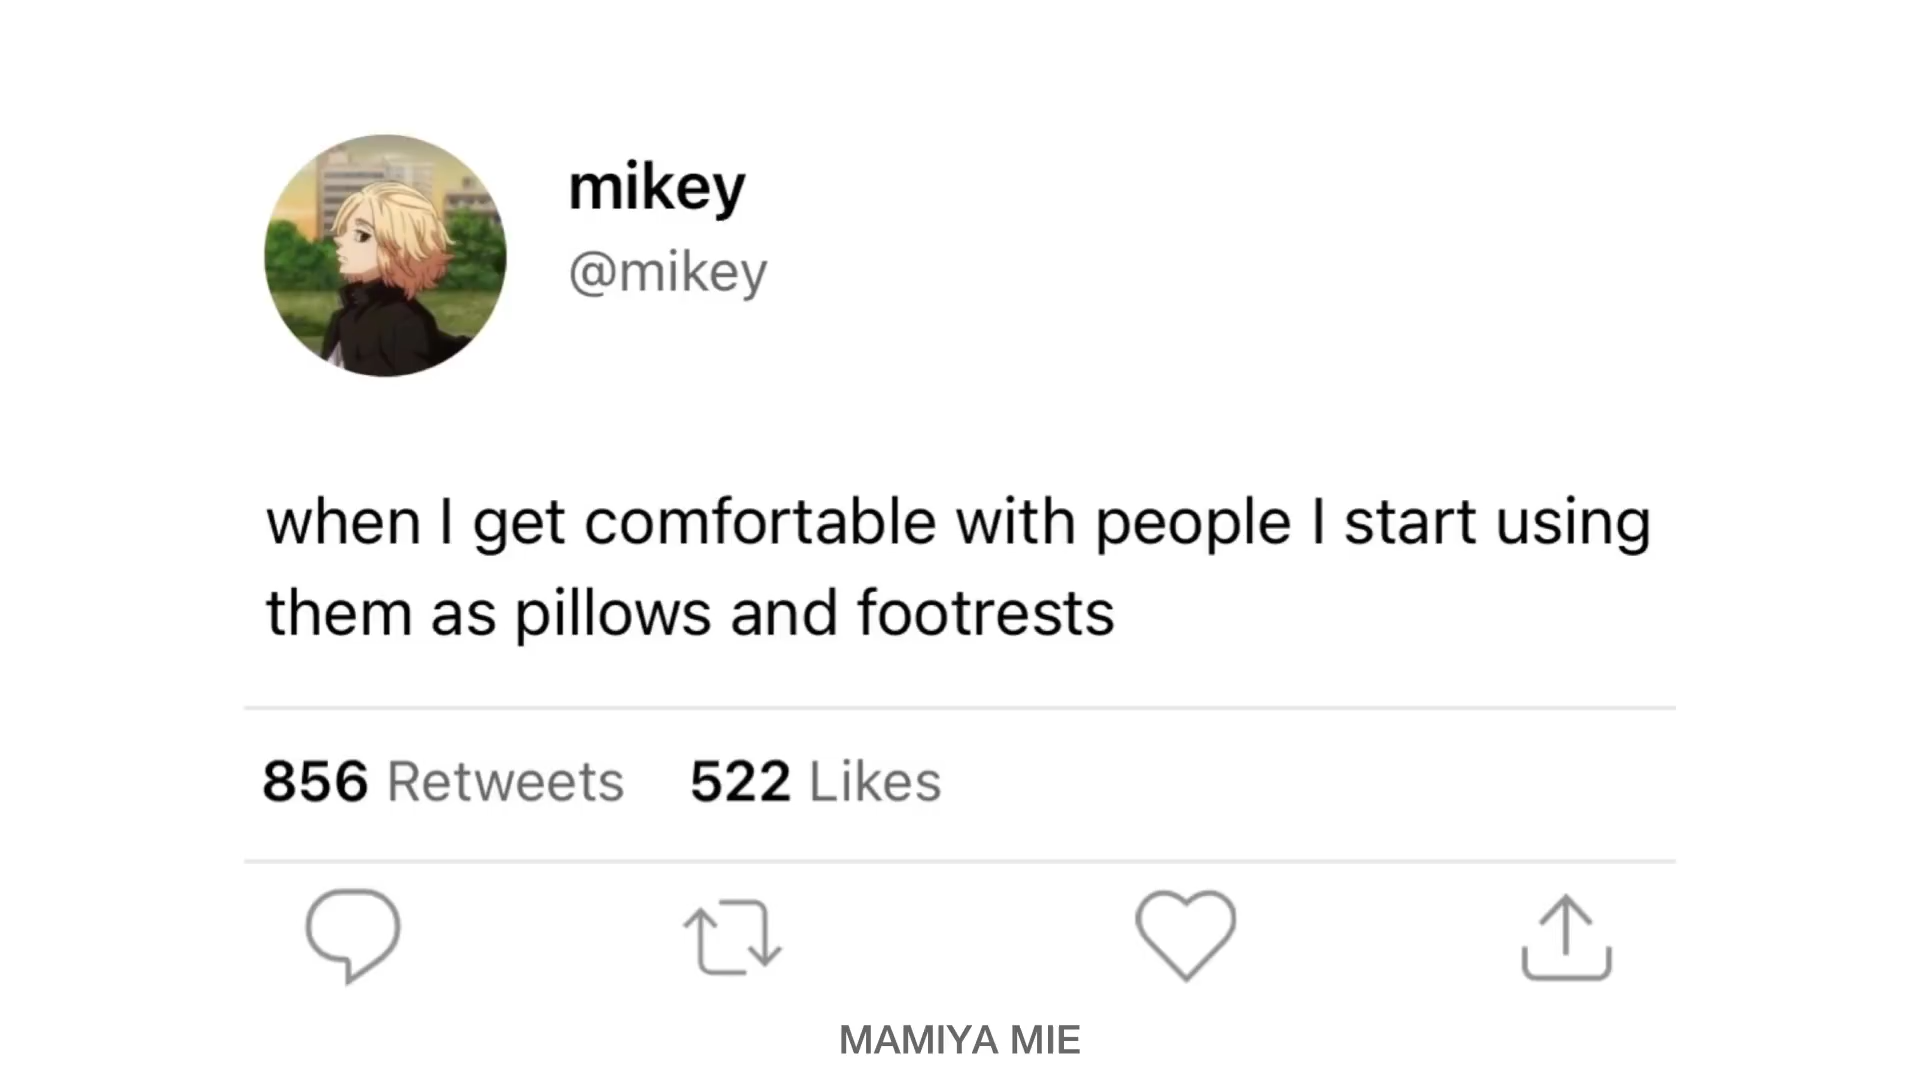 mikey
@mikey
when I get comfortable with people I start using
them as pillows and footrests
856 Retweets 522 Likes
MAMIYA MIE